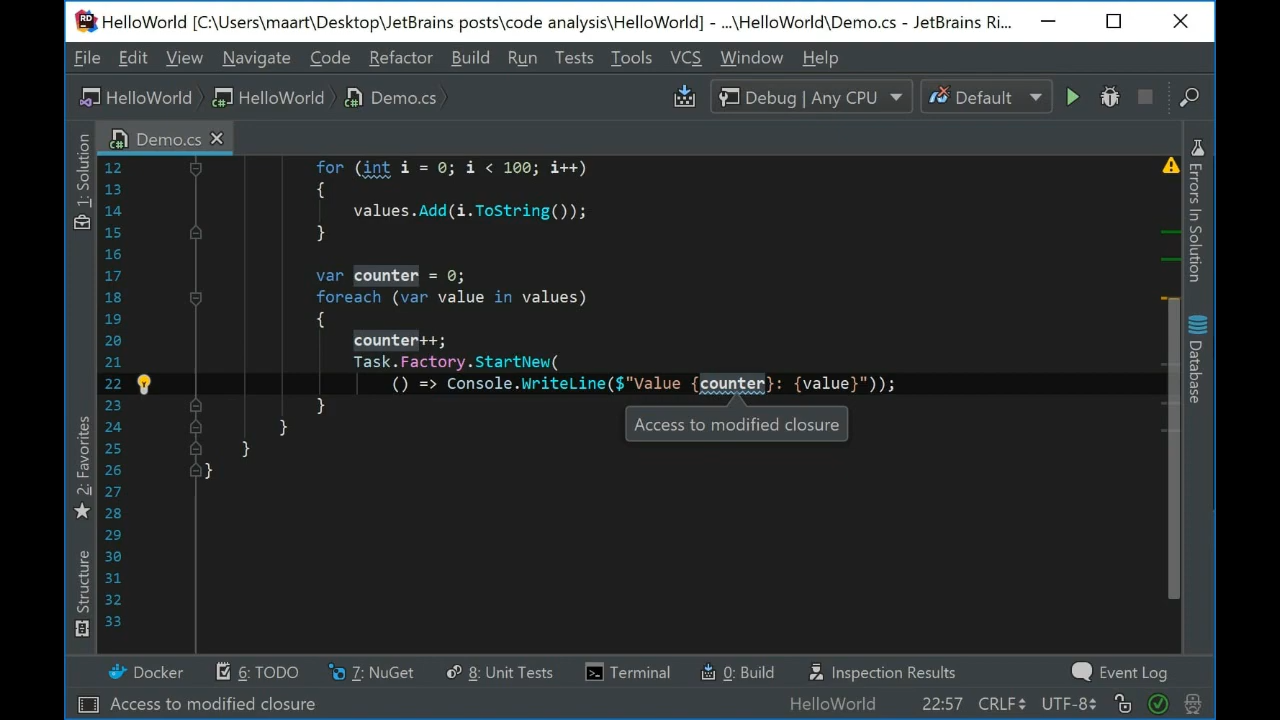 HelloWorld [C:\Users\maart\Desktop\JetBrains posts\code analysis\HelloWorld] - ...\HelloWorld\Demo.cs - JetBrains Ri...
File Edit View Navigate Code Refactor Build Run Tests Tools VCS Window Help
HelloWorld HelloWorld Demo.cs Debug | Any CPU Default
Demo.cs
1: Solution
2: Favorites
Structure
12 for (int i = 0; i < 100; i++)
13 {
14 values.Add(i.ToString());
15 }
16
17 var counter = 0;
18 foreach (var value in values)
19 {
20 counter++;
21 Task.Factory.StartNew(
22 () => Console.WriteLine($"Value {counter}: {value}"));
23 }
Access to modified closure
24 }
25 }
26 }
27
28
29
30
31
32
33
Errors In Solution
Database
Docker 6: TODO 7: NuGet 8: Unit Tests Terminal 0: Build Inspection Results Event Log
Access to modified closure HelloWorld 22:57 CRLF UTF-8